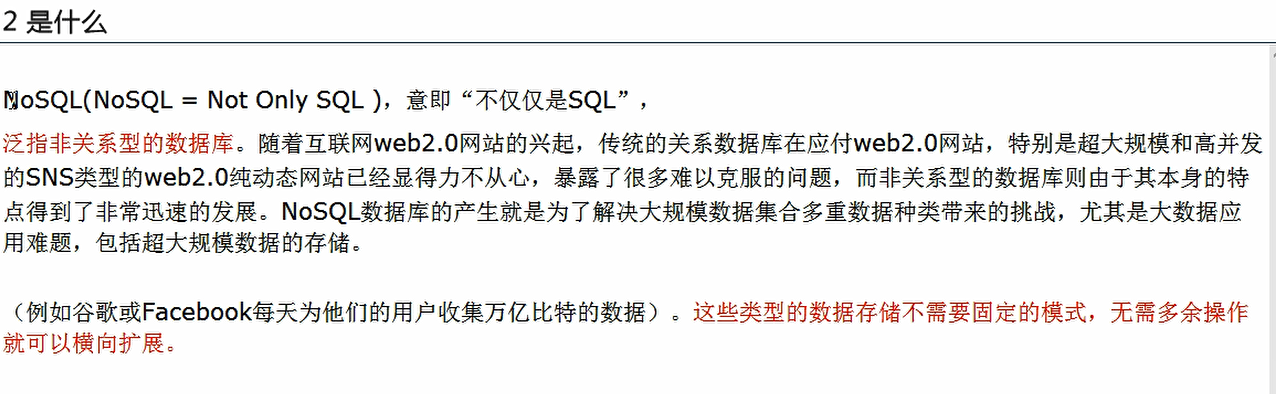 2 是什么
NoSQL(NoSQL = Not Only SQL )，意即“不仅仅是SQL”，
泛指非关系型的数据库。随着互联网web2.0网站的兴起，传统的关系数据库在应付web2.0网站，特别是超大规模和高并发
的SNS类型的web2.0纯动态网站已经显得力不从心，暴露了很多难以克服的问题，而非关系型的数据库则由于其本身的特
点得到了非常迅速的发展。NoSQL数据库的产生就是为了解决大规模数据集合多重数据种类带来的挑战，尤其是大数据应
用难题，包括超大规模数据的存储。
（例如谷歌或Facebook每天为他们的用户收集万亿比特的数据）。这些类型的数据存储不需要固定的模式，无需多余操作
就可以横向扩展。